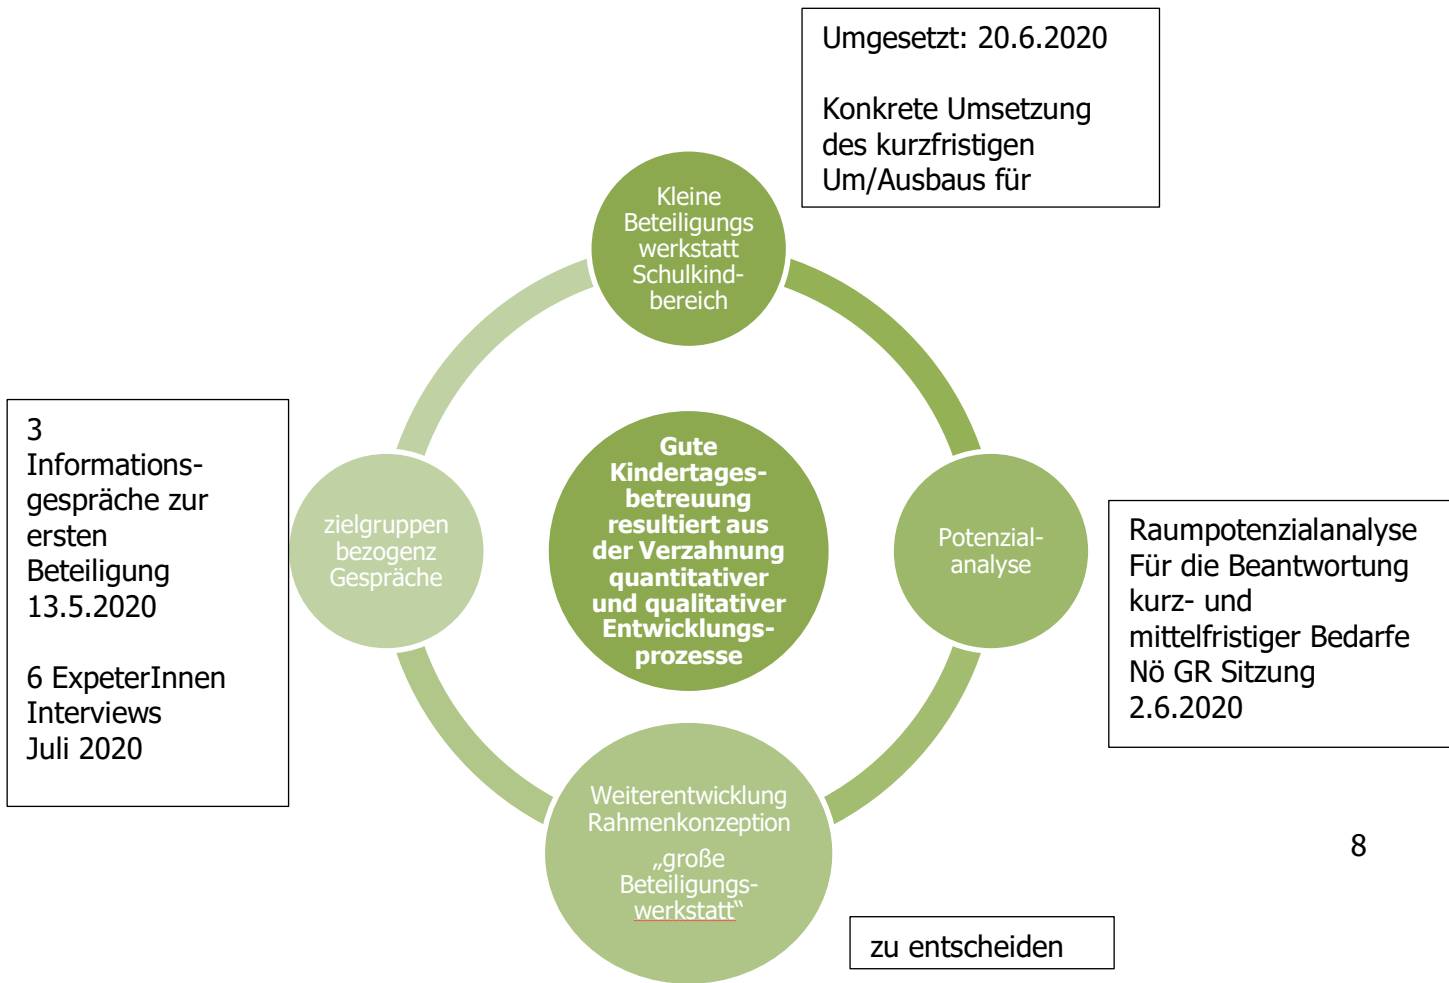 Umgesetzt: 20.6.2020
Konkrete Umsetzung
des kurzfristigen
Um/Ausbaus für
Kleine
Beteiligungs
werkstatt
Schulkind-
bereich
3
Informations-
gespräche zur
ersten
Beteiligung
13.5.2020
6 ExpeterInnen
Interviews
Juli 2020
zielgruppen
bezogenz
Gespräche
Gute
Kindertages-
betreuung
resultiert aus
der Verzahnung
quantitativer
und qualitativer
Entwicklungs-
prozesse
Potenzial-
analyse
Raumpotenzialanalyse
Für die Beantwortung
kurz- und
mittelfristiger Bedarfe
Nö GR Sitzung
2.6.2020
Weiterentwicklung
Rahmenkonzeption
„große
Beteiligungs-
werkstatt“
zu entscheiden
8